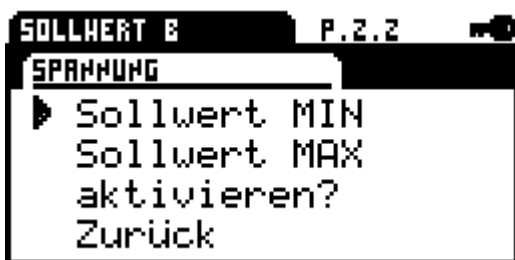 SOLLWERT B P.2.2
SPANNUNG
Sollwert MIN
Sollwert MAX
aktivieren?
Zurück